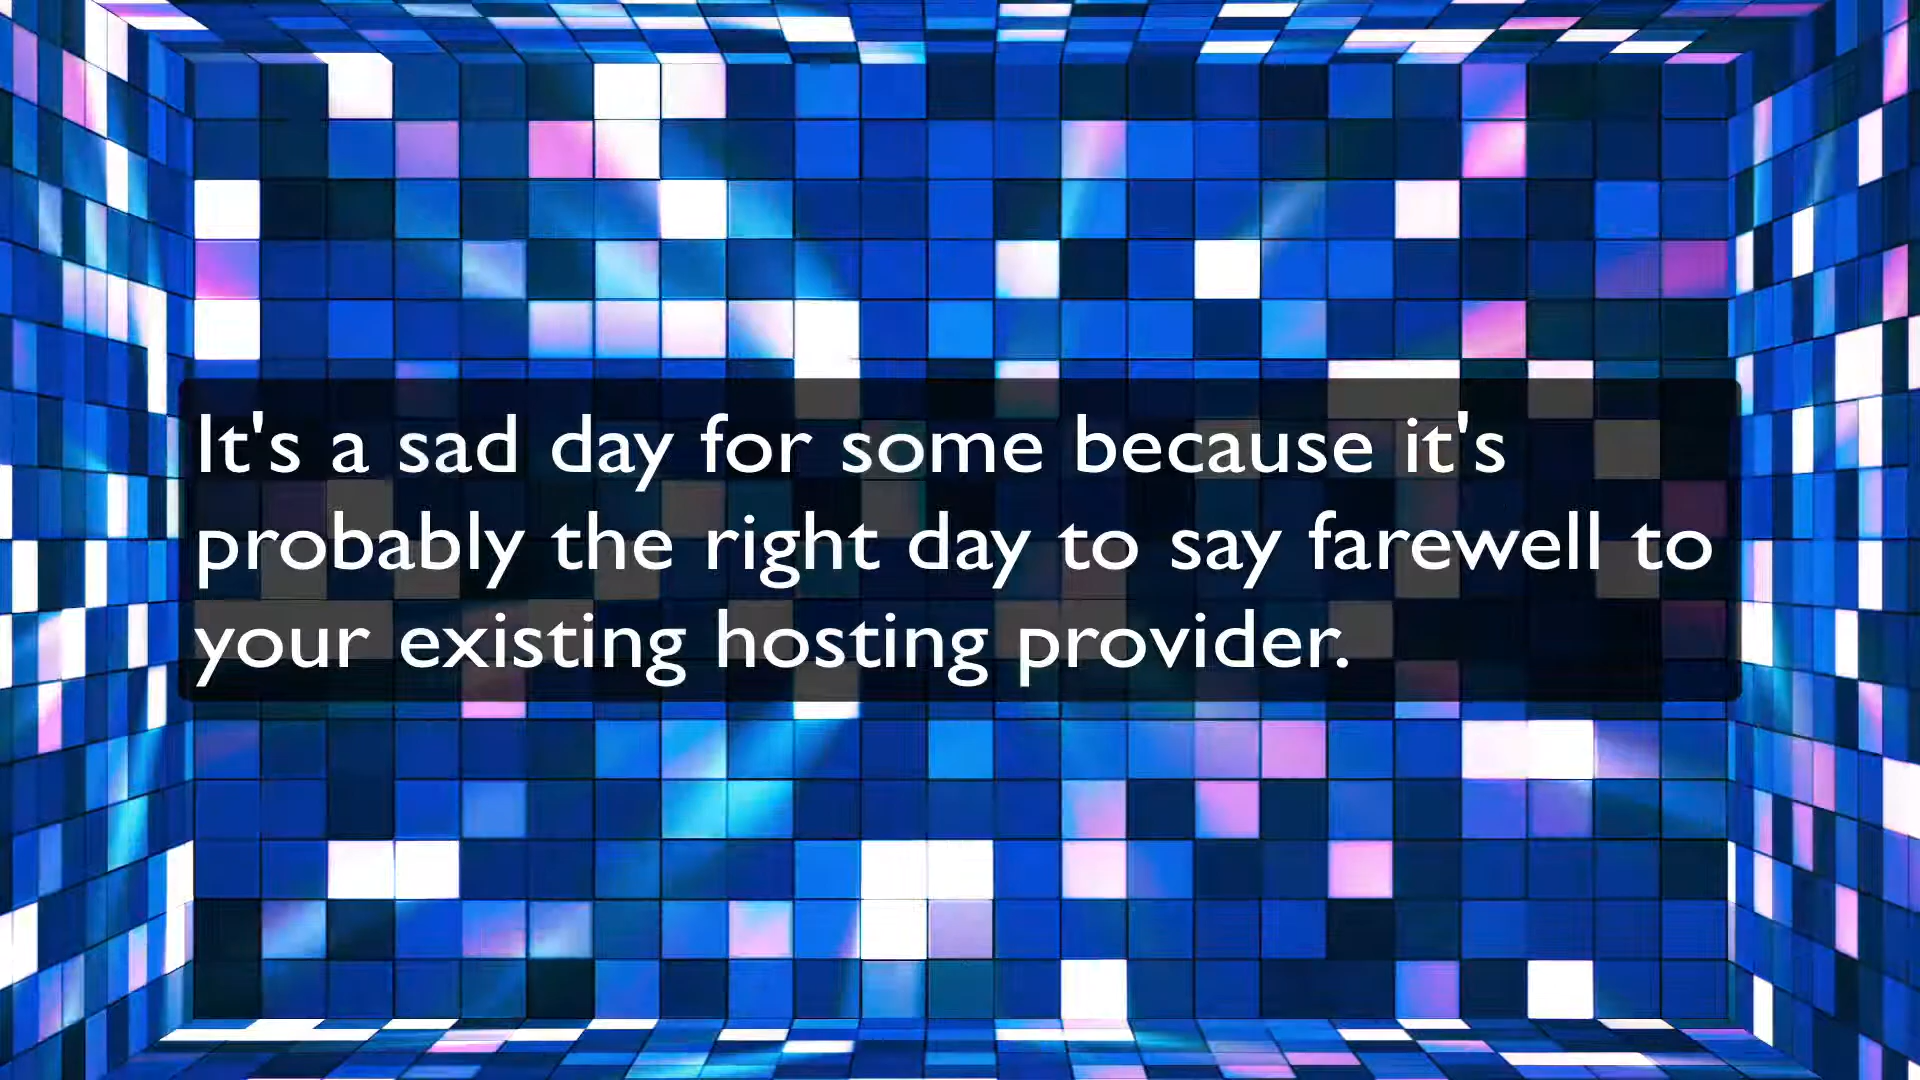 It's a sad day for some because it's
probably the right day to say farewell to
your existing hosting provider.